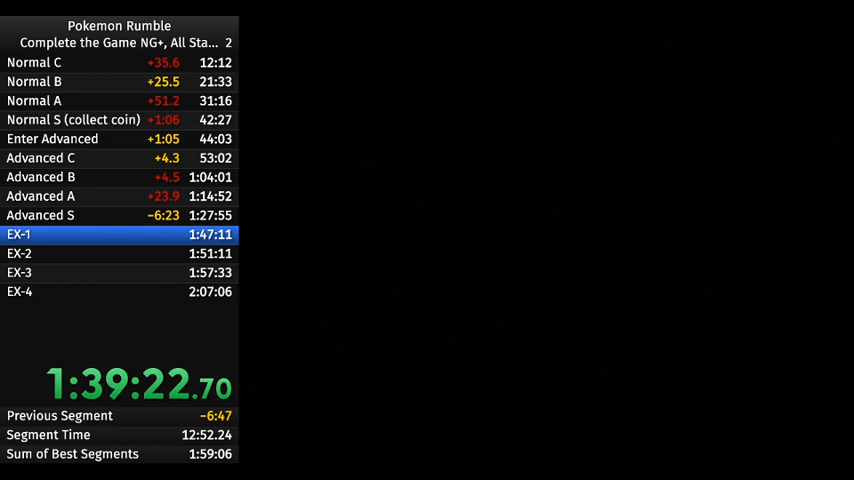 Pokemon Rumble
Complete the Game NG+, All Sta... 2
Normal C +35.6 12:12
Normal B +25.5 21:33
Normal A +51.2 31:16
Normal S (collect coin) +1:06 42:27
Enter Advanced +1:05 44:03
Advanced C +4.3 53:02
Advanced B +4.5 1:04:01
Advanced A +23.9 1:14:52
Advanced S −6:23 1:27:55
EX-1 1:47:11
EX-2 1:51:11
EX-3 1:57:33
EX-4 2:07:06
1:39:22.70
Previous Segment −6:47
Segment Time 12:52.24
Sum of Best Segments 1:59:06